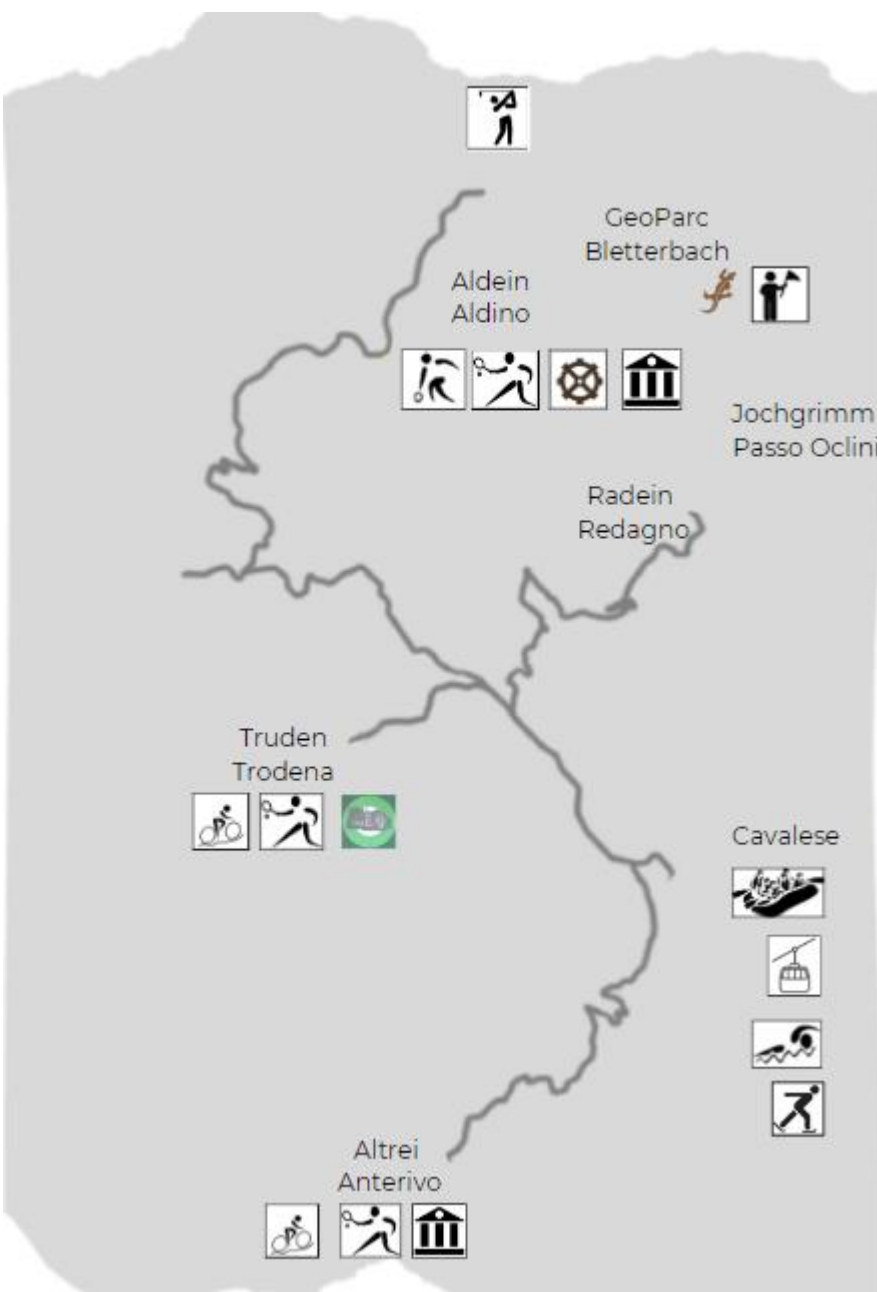 GeoParc
Bletterbach
Aldein
Aldino
Jochgrimm
Passo Oclini
Radein
Redagno
Truden
Trodena
Cavalese
Altrei
Anterivo